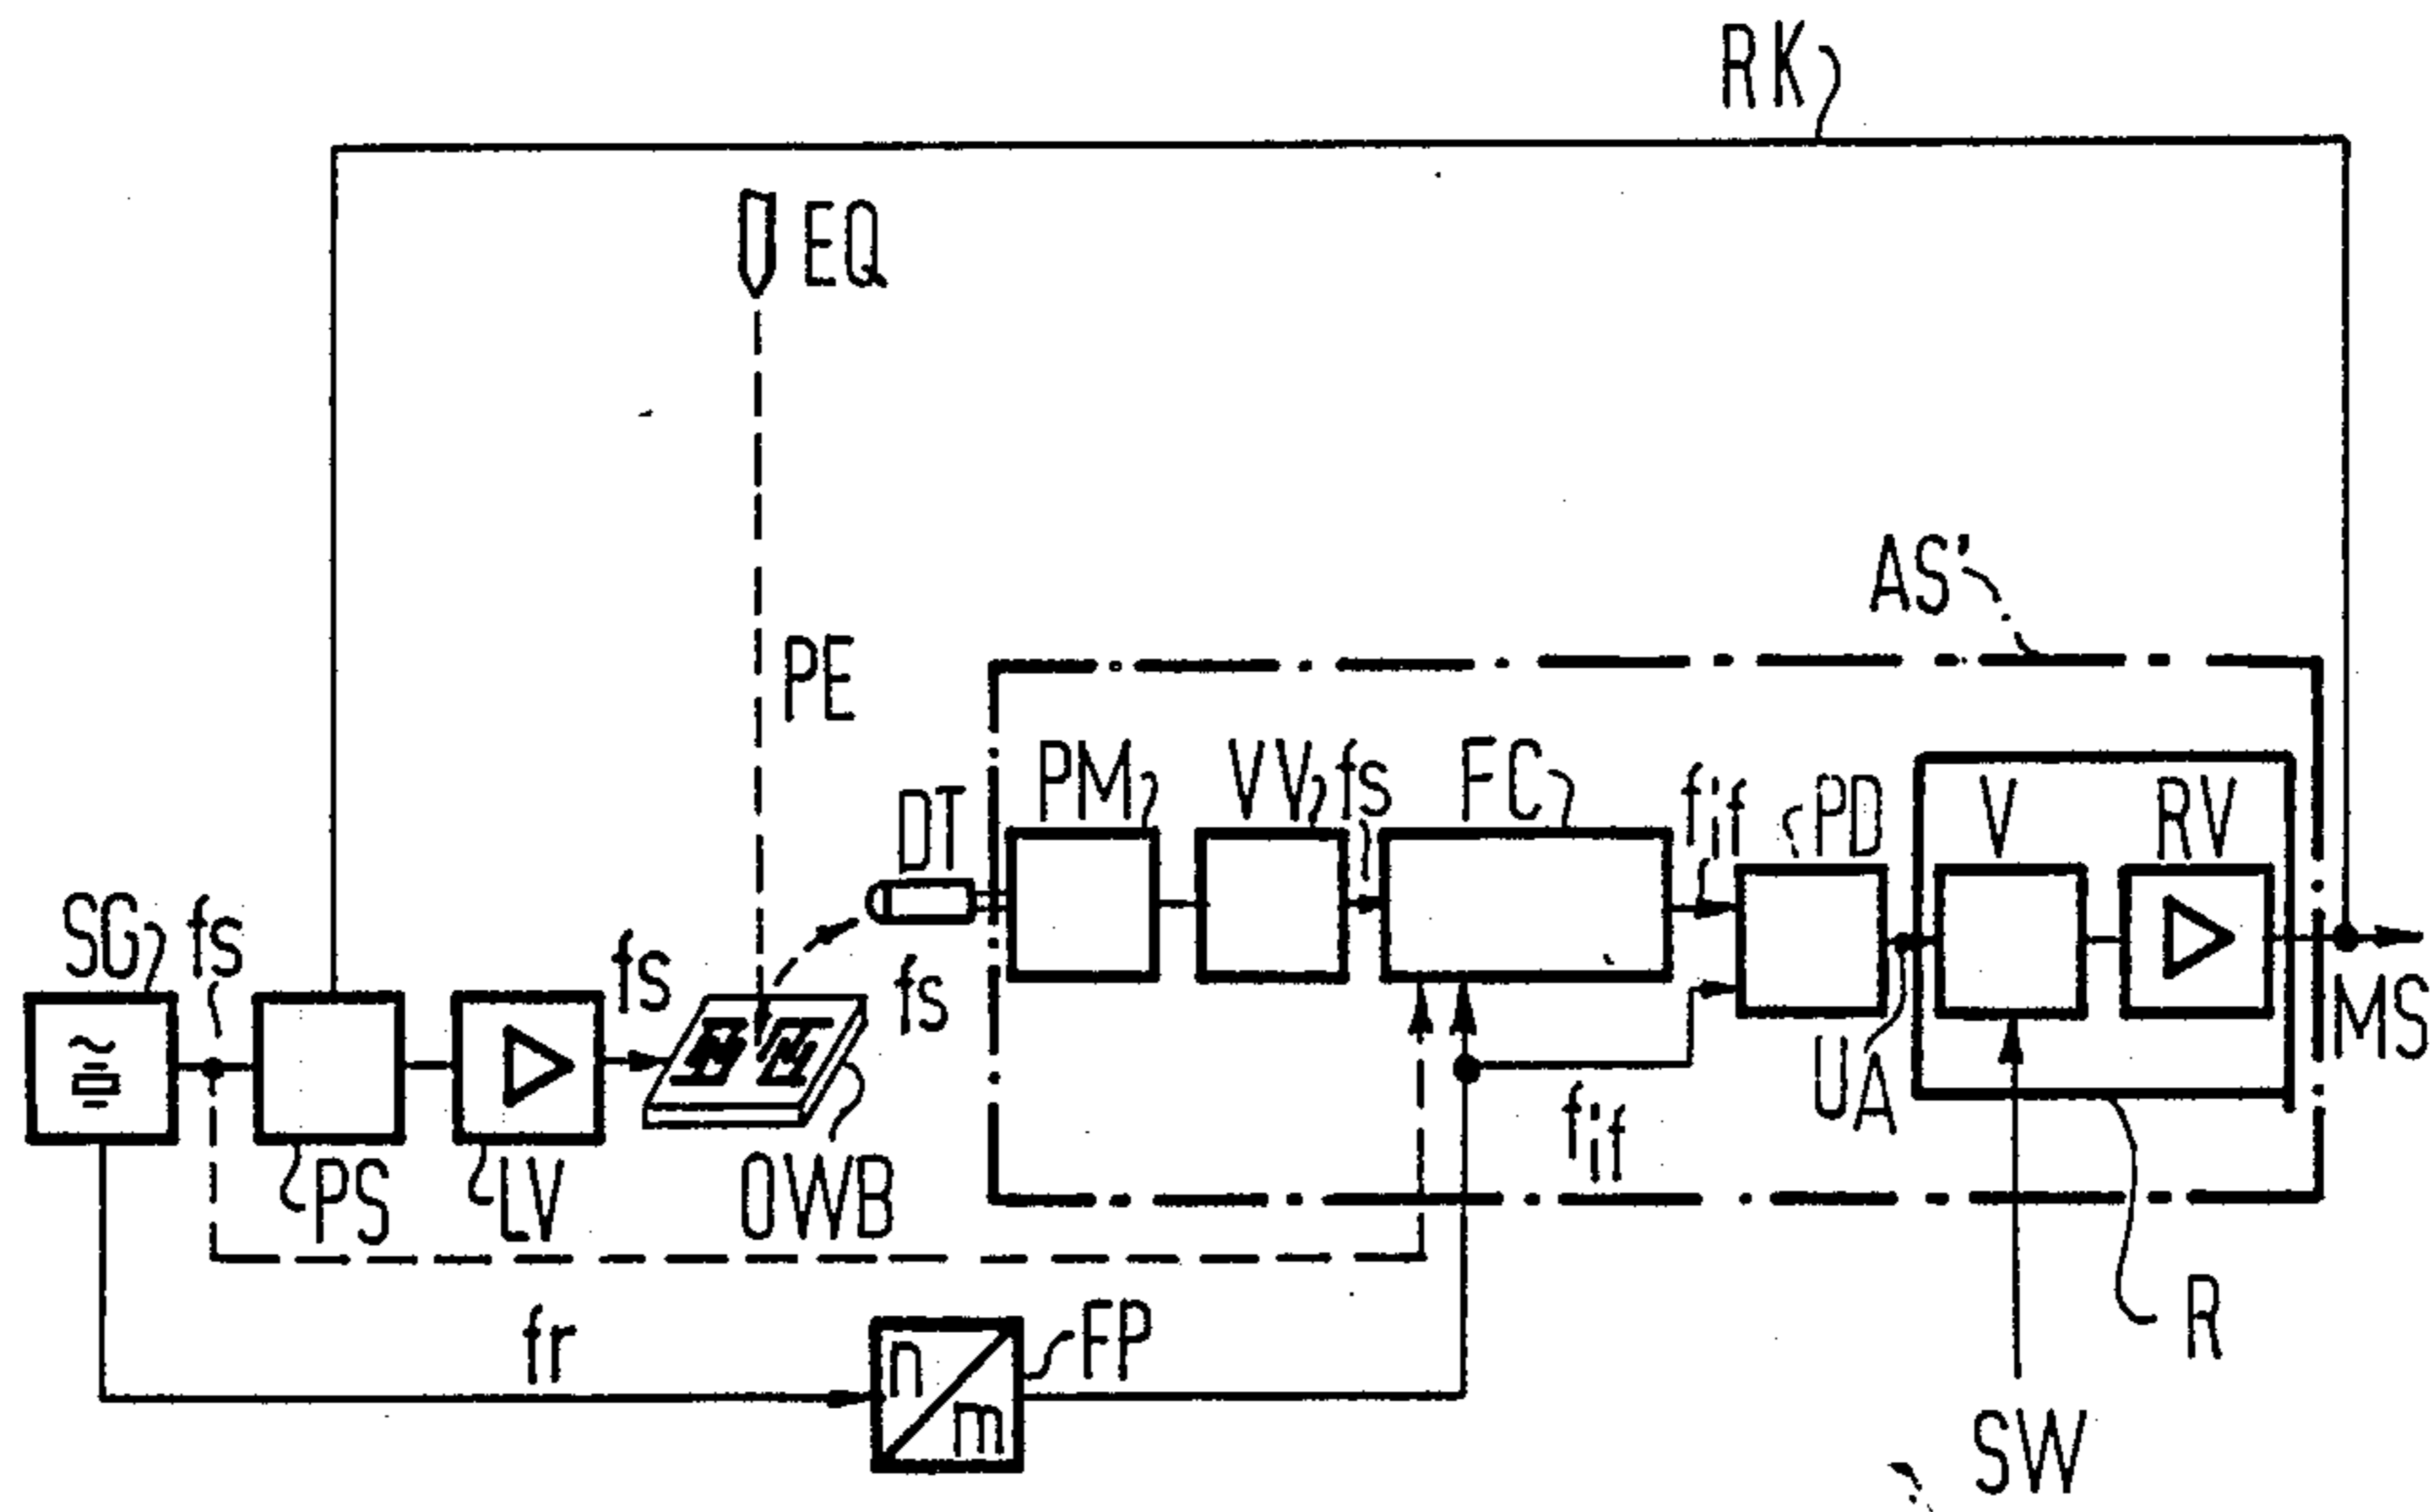 RK
EQ
PE
AS'
DT
PM
VV
fs
FC
fif
PD
V
RV
SG
fs
fs
fs
UA
MS
fif
PS
LV
OWB
R
fr
n
m
FP
SW